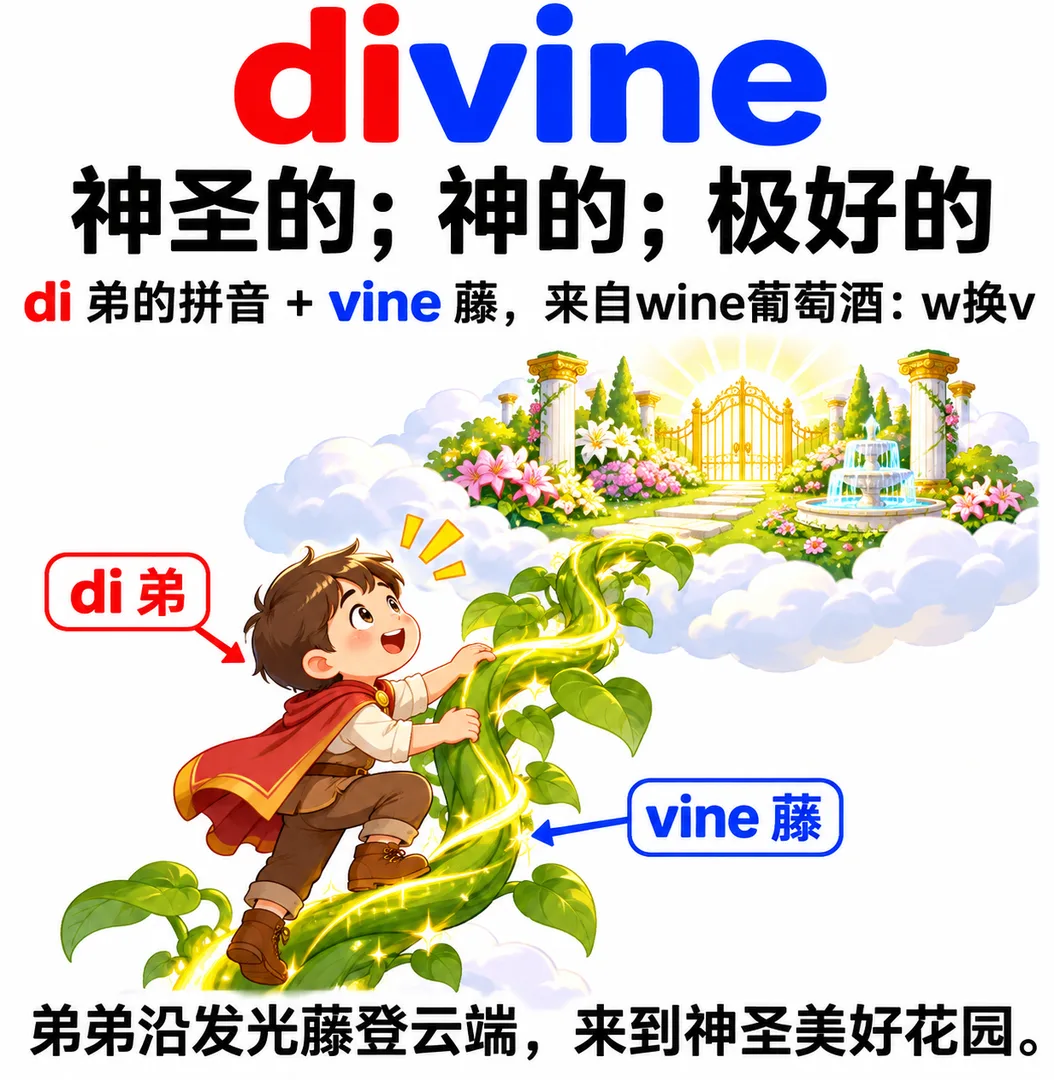 divine
神圣的；神的；极好的
di 弟的拼音 + vine 藤，来自wine葡萄酒：w换v
di 弟
vine 藤
弟弟沿发光藤登云端，来到神圣美好花园。